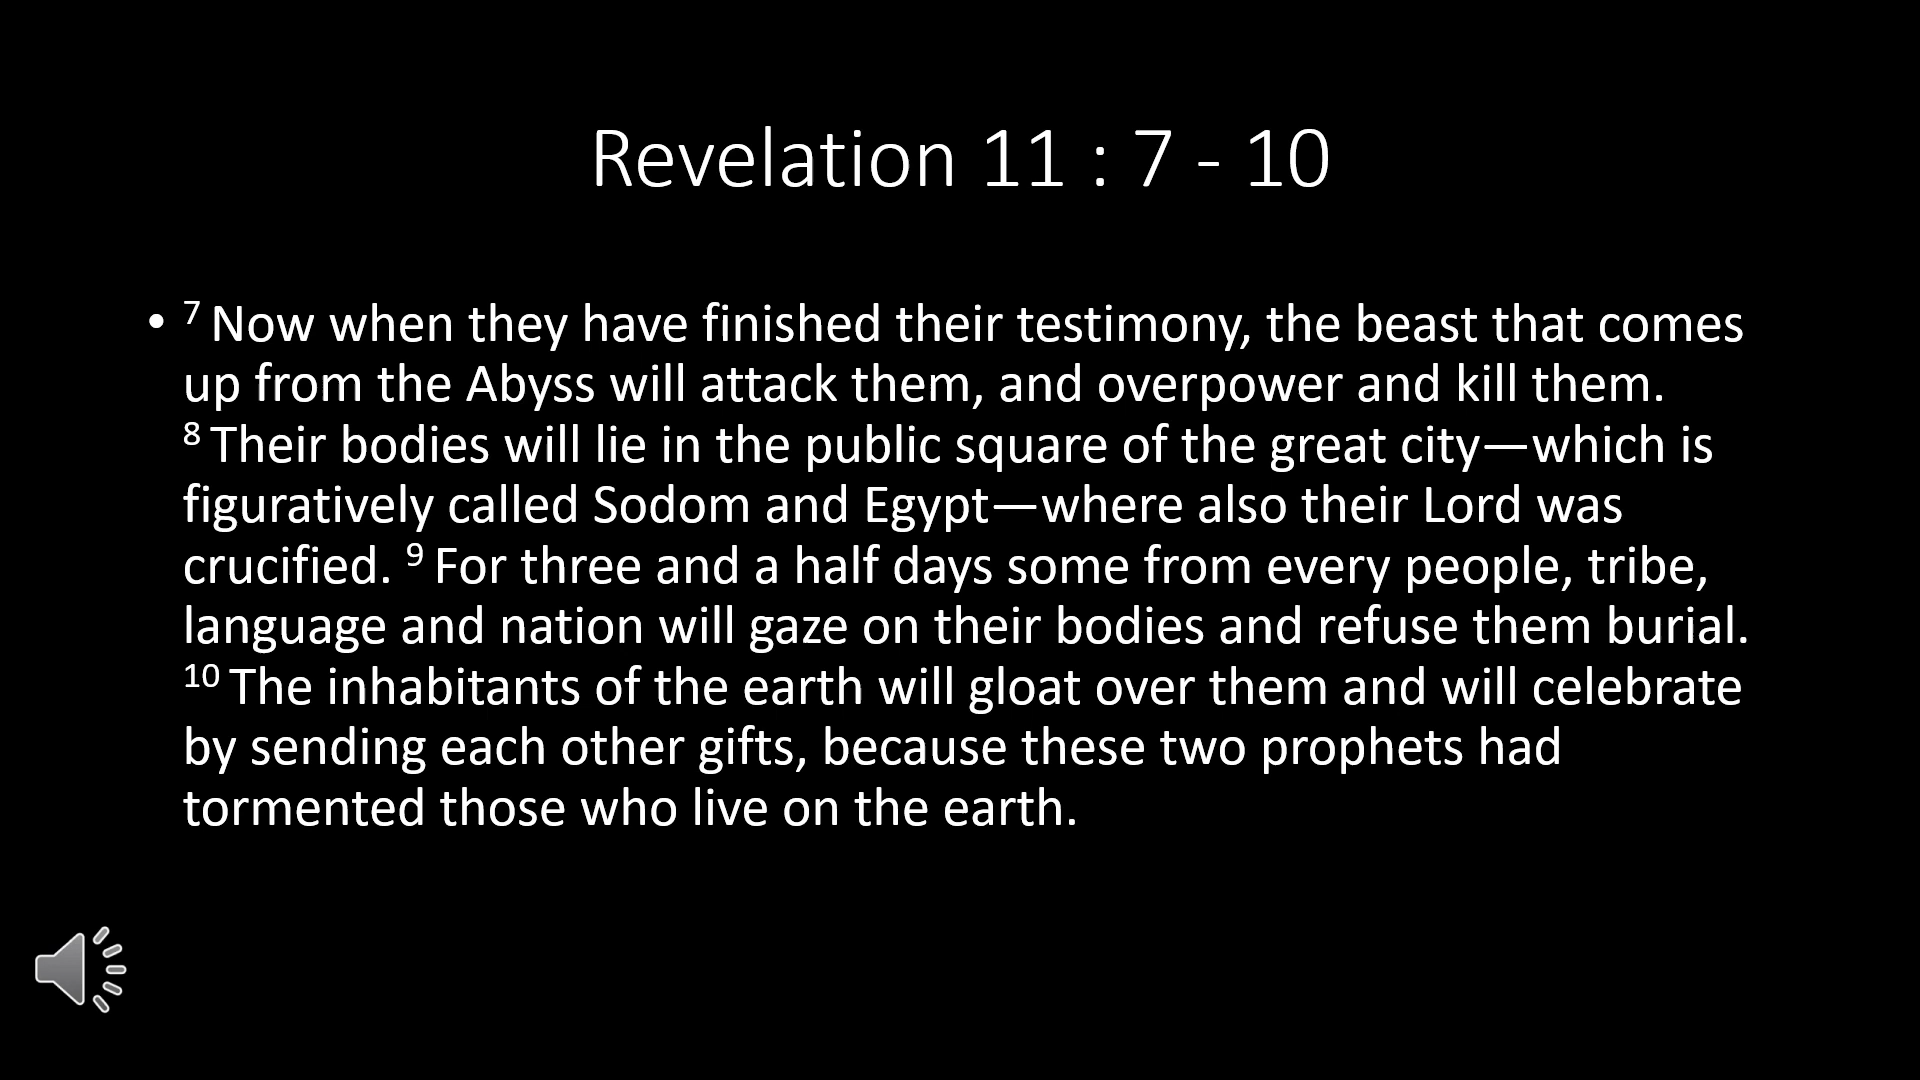 Revelation 11 : 7 - 10
• 7 Now when they have finished their testimony, the beast that comes
up from the Abyss will attack them, and overpower and kill them.
8 Their bodies will lie in the public square of the great city—which is
figuratively called Sodom and Egypt—where also their Lord was
crucified. 9 For three and a half days some from every people, tribe,
language and nation will gaze on their bodies and refuse them burial.
10 The inhabitants of the earth will gloat over them and will celebrate
by sending each other gifts, because these two prophets had
tormented those who live on the earth.